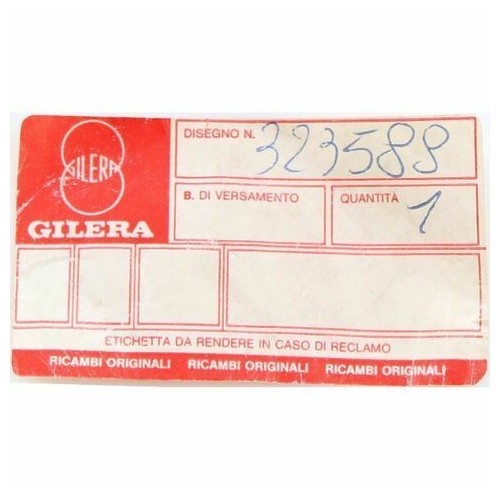 GILERA
GILERA
DISEGNO N. 323588
B. DI VERSAMENTO
QUANTITÀ 1
ETICHETTA DA RENDERE IN CASO DI RECLAMO
RICAMBI ORIGINALI RICAMBI ORIGINALI RICAMBI ORIGINALI